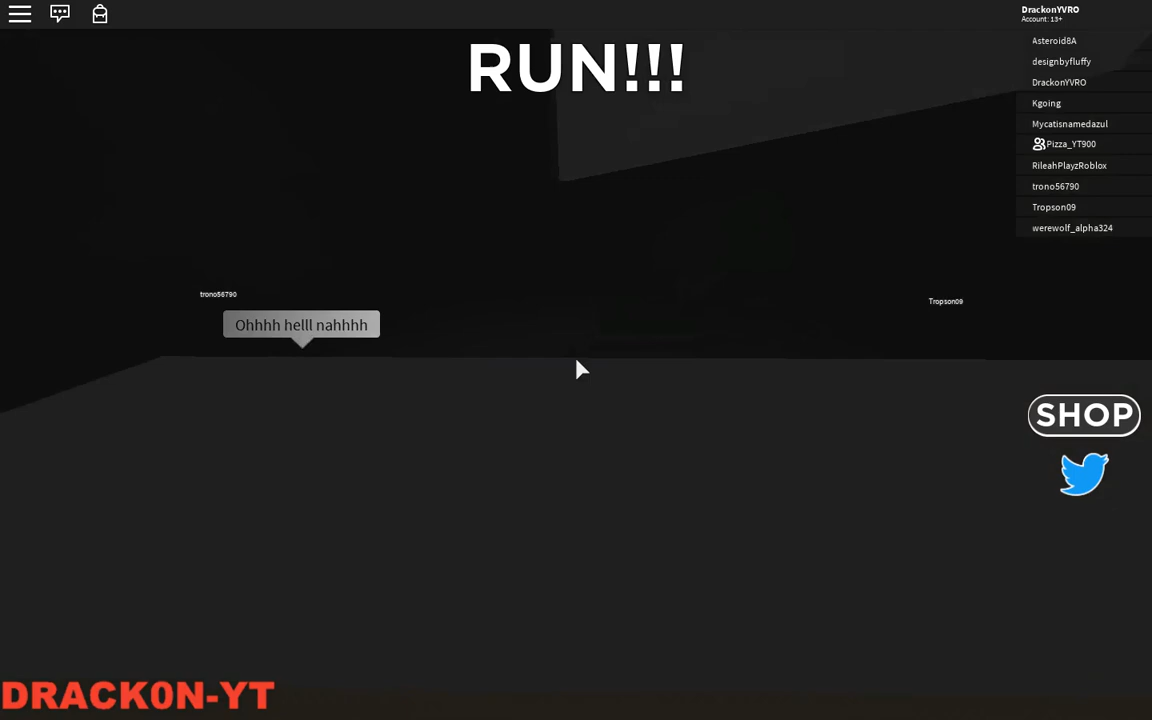 DrackonYVRO
Account: 13+
RUN!!!
Asteroid8A
designbyfluffy
DrackonYVRO
Kgoing
Mycatisnamedazul
Pizza_YT900
RileahPlayzRoblox
trono56790
Tropson09
werewolf_alpha324
trono56790
Tropson09
Ohhhh helll nahhhh
SHOP
DRACK0N-YT